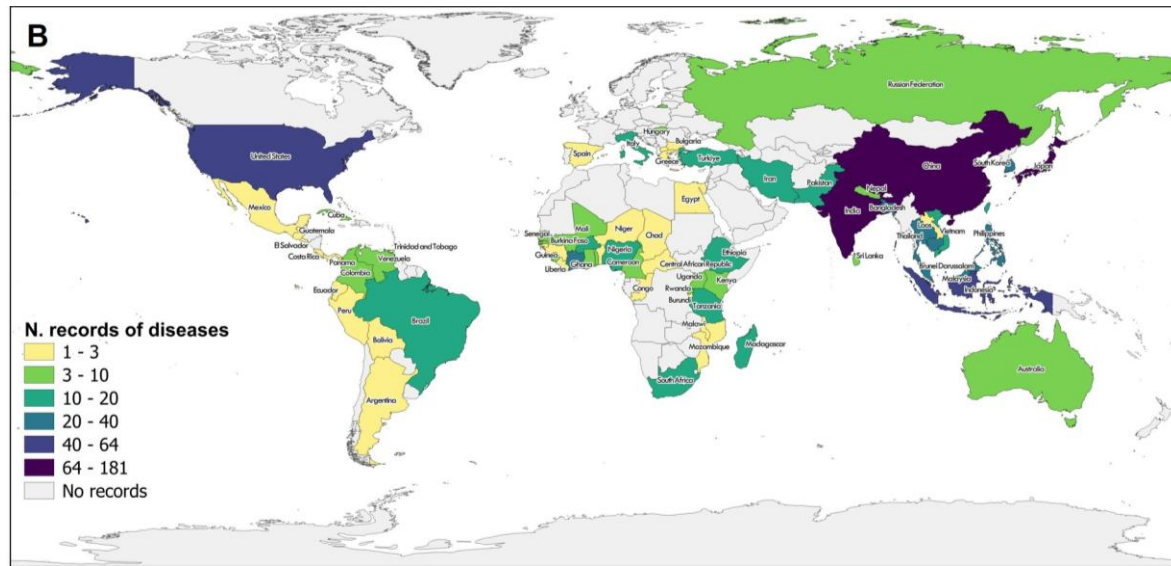 B
Russian Federation
United States
Hungary
Italy
Bulgaria
Spain
Greece
Türkiye
China
South Korea
Japan
Iran
Pakistan
Nepal
Mexico
Cuba
Egypt
India
Bangladesh
Guatemala
Mali
Niger
Chad
Laos
Vietnam
Philippines
Thailand
El Salvador
Trinidad and Tobago
Senegal
Burkina Faso
Costa Rica
Panama
Venezuela
Guinea
Nigeria
Ethiopia
Colombia
Liberia
Ghana
Cameroon
Central African Republic
Sri Lanka
Brunei Darussalam
Malaysia
Uganda
Kenya
Ecuador
Congo
Rwanda
Burundi
Indonesia
Tanzania
Peru
Brazil
Malawi
Bolivia
Mozambique
Madagascar
Australia
South Africa
Argentina
N. records of diseases
1 - 3
3 - 10
10 - 20
20 - 40
40 - 64
64 - 181
No records